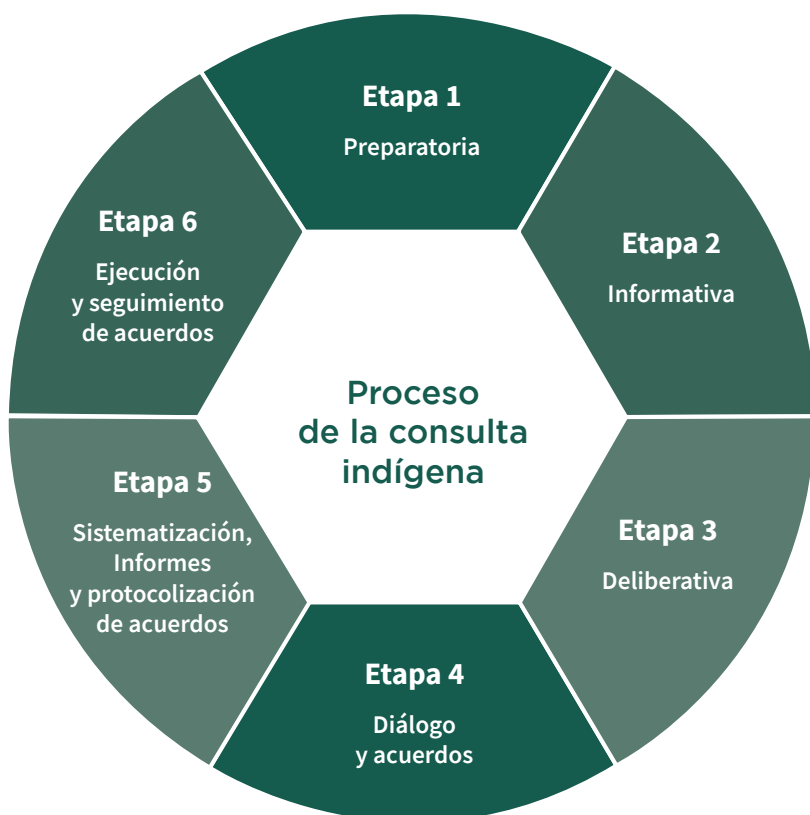 Etapa 1
Preparatoria
Etapa 2
Informativa
Etapa 3
Deliberativa
Etapa 4
Diálogo
y acuerdos
Etapa 5
Sistematización,
Informes
y protocolización
de acuerdos
Etapa 6
Ejecución
y seguimiento
de acuerdos
Proceso
de la consulta
indígena